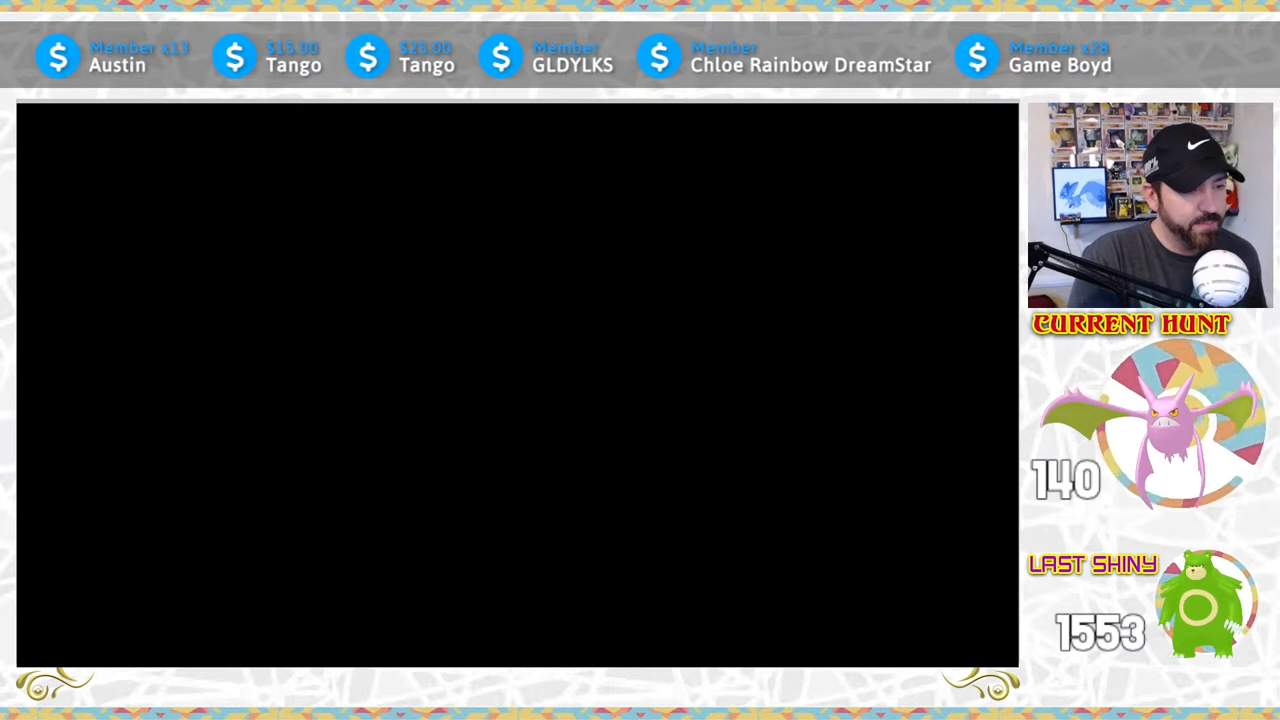 Member x13
Austin
$15.00
Tango
$25.00
Tango
Member
GLDYLKS
Member
Chloe Rainbow DreamStar
Member x28
Game Boyd
CURRENT HUNT
140
LAST SHINY
1553